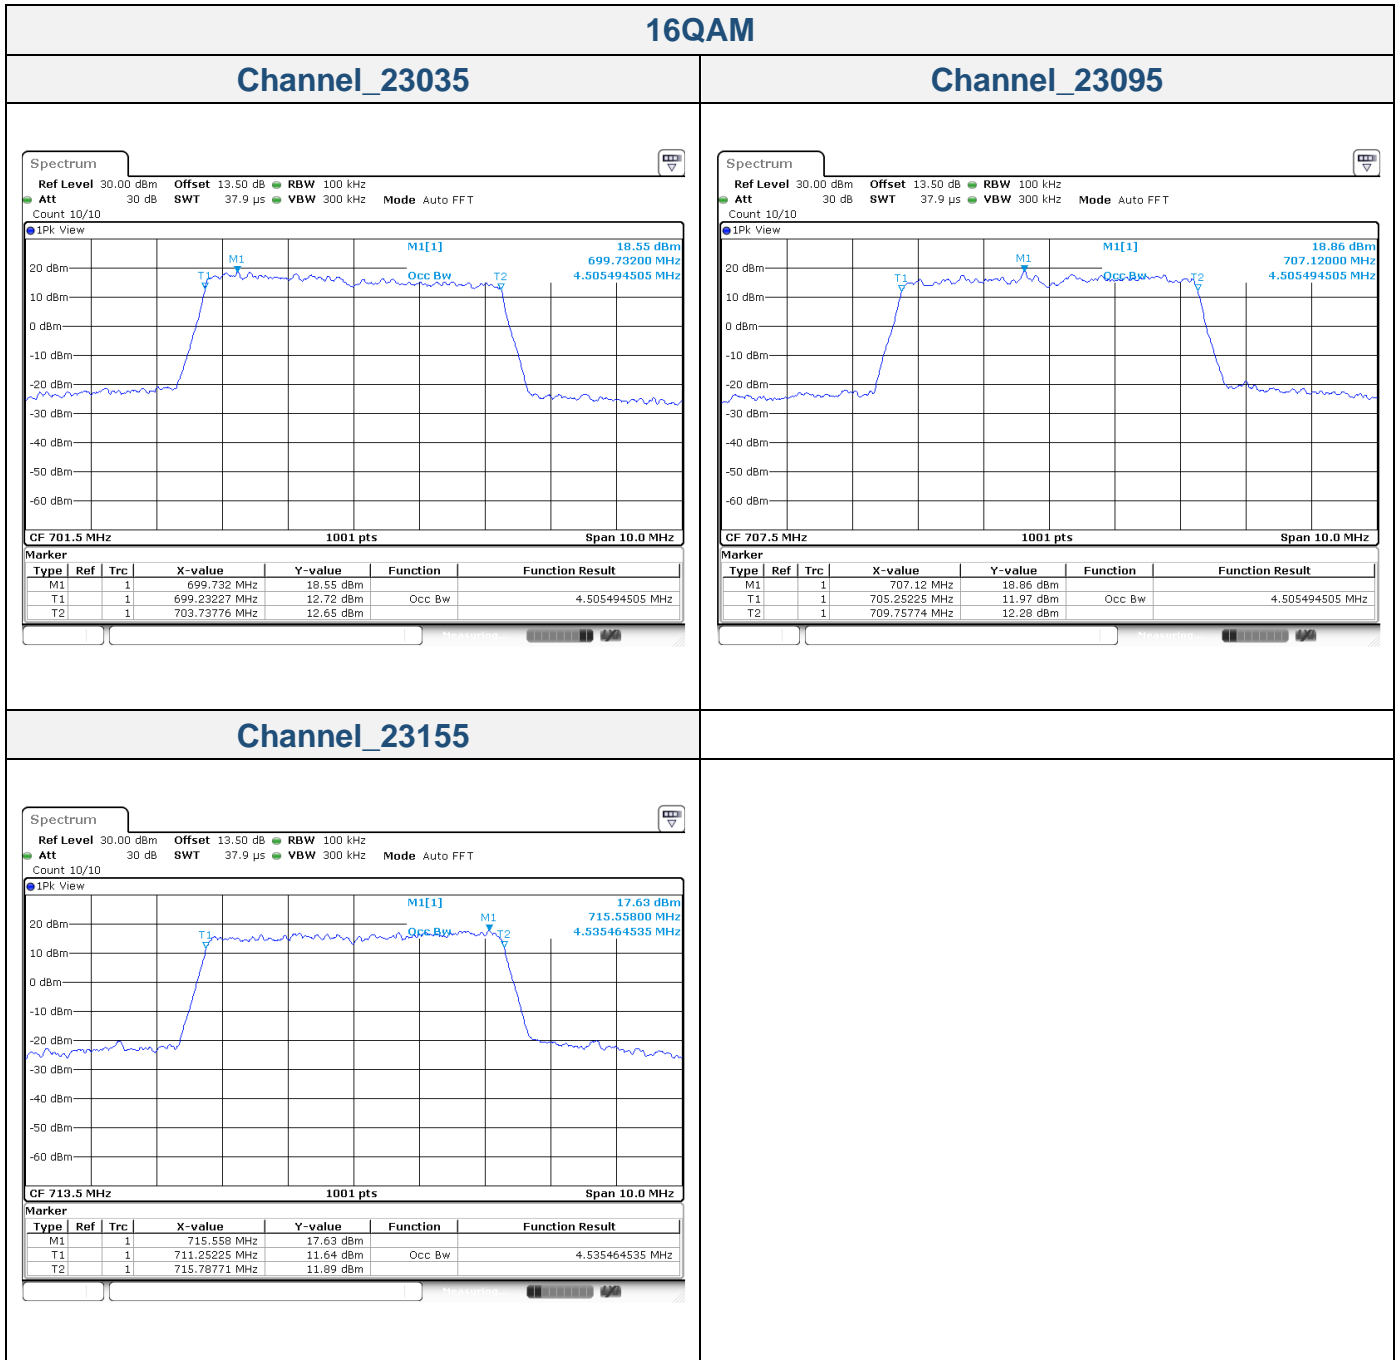 16QAM
Channel_23035
Channel_23095
Spectrum
Ref Level 30.00 dBm Offset 13.50 dB RBW 100 kHz
Att 30 dB SWT 37.9 µs VBW 300 kHz Mode Auto FFT
Count 10/10
1Pk View
M1[1] 18.55 dBm
699.73200 MHz
Occ Bw 4.505494505 MHz
M1
T1
T2
20 dBm
10 dBm
0 dBm
-10 dBm
-20 dBm
-30 dBm
-40 dBm
-50 dBm
-60 dBm
CF 701.5 MHz 1001 pts Span 10.0 MHz
Marker
Type Ref Trc X-value Y-value Function Function Result
M1 1 699.732 MHz 18.55 dBm
T1 1 699.23227 MHz 12.72 dBm Occ Bw 4.505494505 MHz
T2 1 703.73776 MHz 12.65 dBm
Measuring...
Spectrum
Ref Level 30.00 dBm Offset 13.50 dB RBW 100 kHz
Att 30 dB SWT 37.9 µs VBW 300 kHz Mode Auto FFT
Count 10/10
1Pk View
M1[1] 18.86 dBm
707.12000 MHz
Occ Bw 4.505494505 MHz
M1
T1
T2
20 dBm
10 dBm
0 dBm
-10 dBm
-20 dBm
-30 dBm
-40 dBm
-50 dBm
-60 dBm
CF 707.5 MHz 1001 pts Span 10.0 MHz
Marker
Type Ref Trc X-value Y-value Function Function Result
M1 1 707.12 MHz 18.86 dBm
T1 1 705.25225 MHz 11.97 dBm Occ Bw 4.505494505 MHz
T2 1 709.75774 MHz 12.28 dBm
Measuring...
Channel_23155
Spectrum
Ref Level 30.00 dBm Offset 13.50 dB RBW 100 kHz
Att 30 dB SWT 37.9 µs VBW 300 kHz Mode Auto FFT
Count 10/10
1Pk View
M1[1] 17.63 dBm
715.55800 MHz
Occ Bw 4.535464535 MHz
M1
T1
T2
20 dBm
10 dBm
0 dBm
-10 dBm
-20 dBm
-30 dBm
-40 dBm
-50 dBm
-60 dBm
CF 713.5 MHz 1001 pts Span 10.0 MHz
Marker
Type Ref Trc X-value Y-value Function Function Result
M1 1 715.558 MHz 17.63 dBm
T1 1 711.25225 MHz 11.64 dBm Occ Bw 4.535464535 MHz
T2 1 715.78771 MHz 11.89 dBm
Measuring...